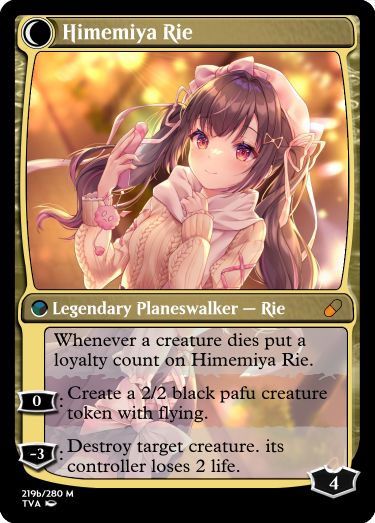 Himemiya Rie
Legendary Planeswalker — Rie
Whenever a creature dies put a
loyalty count on Himemiya Rie.
0: Create a 2/2 black pafu creature
token with flying.
-3: Destroy target creature. its
controller loses 2 life.
4
219b/280 M
TVA